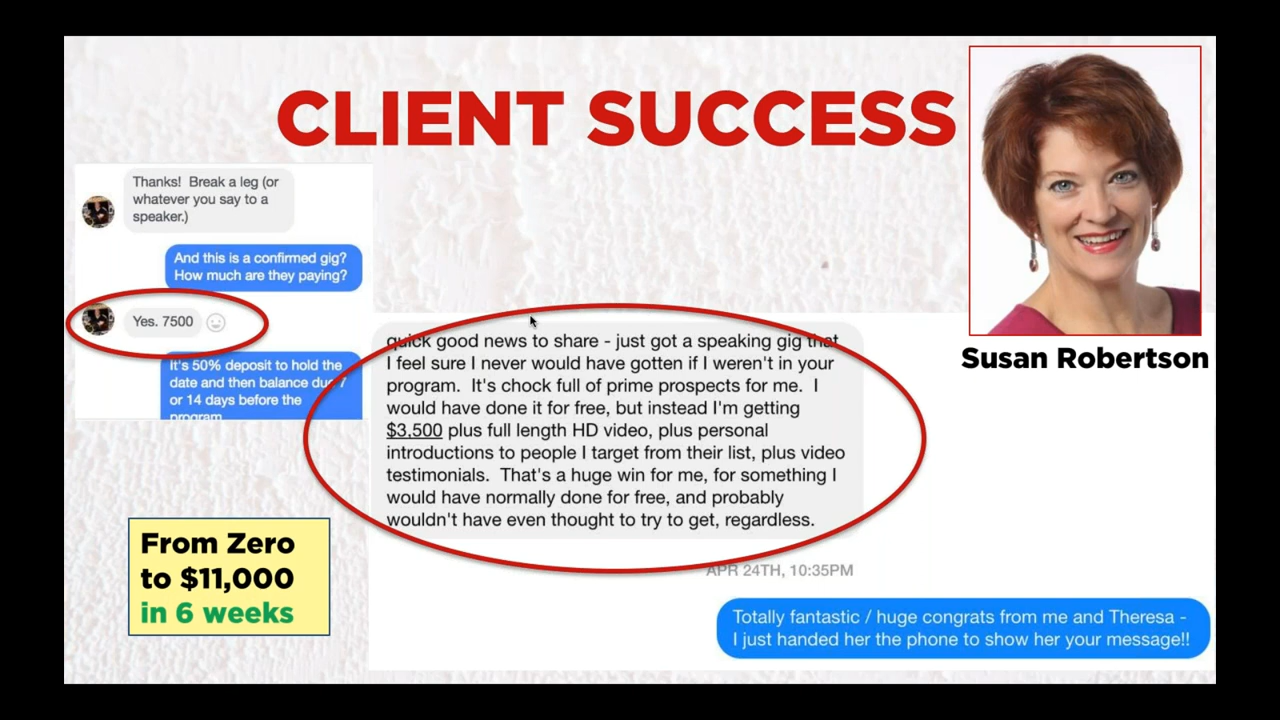 CLIENT SUCCESS
Thanks!  Break a leg (or
whatever you say to a
speaker.)
And this is a confirmed gig?
How much are they paying?
Yes. 7500
It's 50% deposit to hold the
date and then balance due 7
or 14 days before the
program
Susan Robertson
quick good news to share - just got a speaking gig that
I feel sure I never would have gotten if I weren't in your
program.  It's chock full of prime prospects for me.  I
would have done it for free, but instead I'm getting
$3,500 plus full length HD video, plus personal
introductions to people I target from their list, plus video
testimonials.  That's a huge win for me, for something I
would have normally done for free, and probably
wouldn't have even thought to try to get, regardless.
APR 24TH, 10:35PM
Totally fantastic / huge congrats from me and Theresa -
I just handed her the phone to show her your message!!
From Zero
to $11,000
in 6 weeks